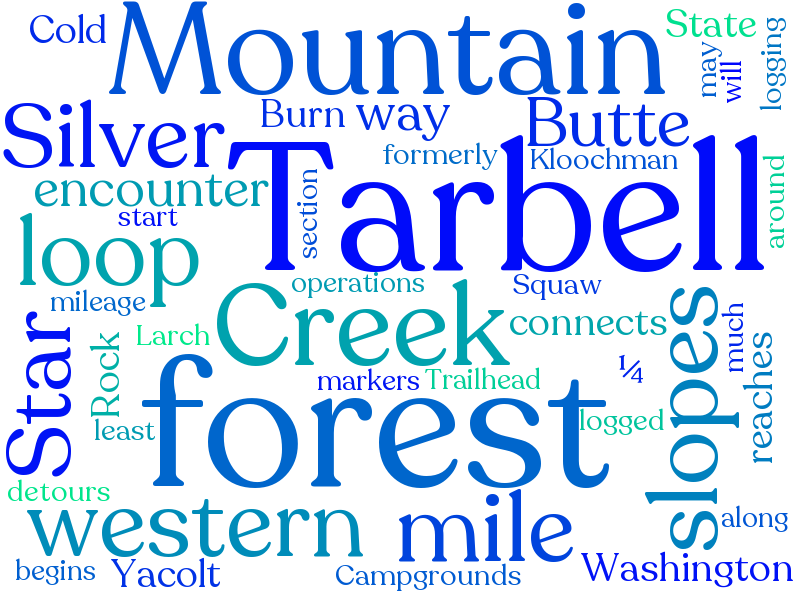 Cold
Mountain
State
may
will
logging
Silver
Burn
way
Butte
formerly
Kloochman
Tarbell
encounter
section
around
start
loop
operations
Squaw
mileage
Creek
connects
slopes
Star
Rock
Larch
markers
Trailhead
¼
much
reaches
forest
least
logged
detours
western
mile
along
begins
Yacolt
Campgrounds
Washington